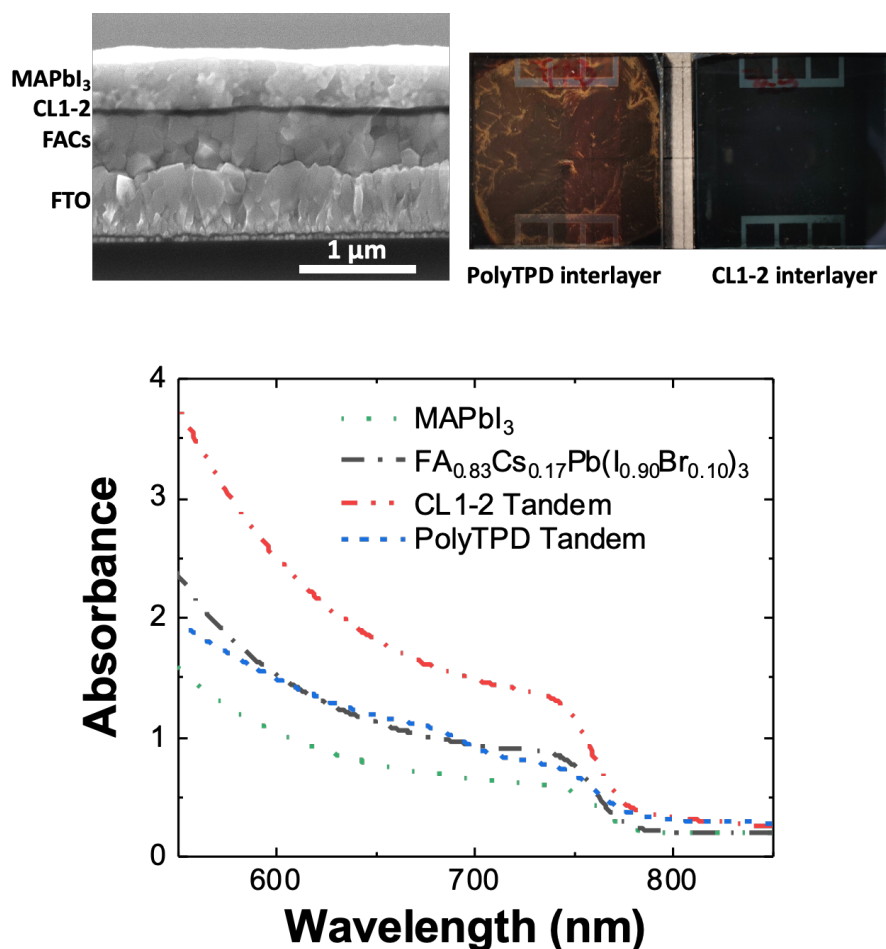 MAPbI₃
CL1-2
FACs
FTO
1 µm
PolyTPD interlayer
CL1-2 interlayer
4
3
2
1
0
Absorbance
MAPbI₃
FA₀.₈₃Cs₀.₁₇Pb(I₀.₉₀Br₀.₁₀)₃
CL1-2 Tandem
PolyTPD Tandem
600
700
800
Wavelength (nm)